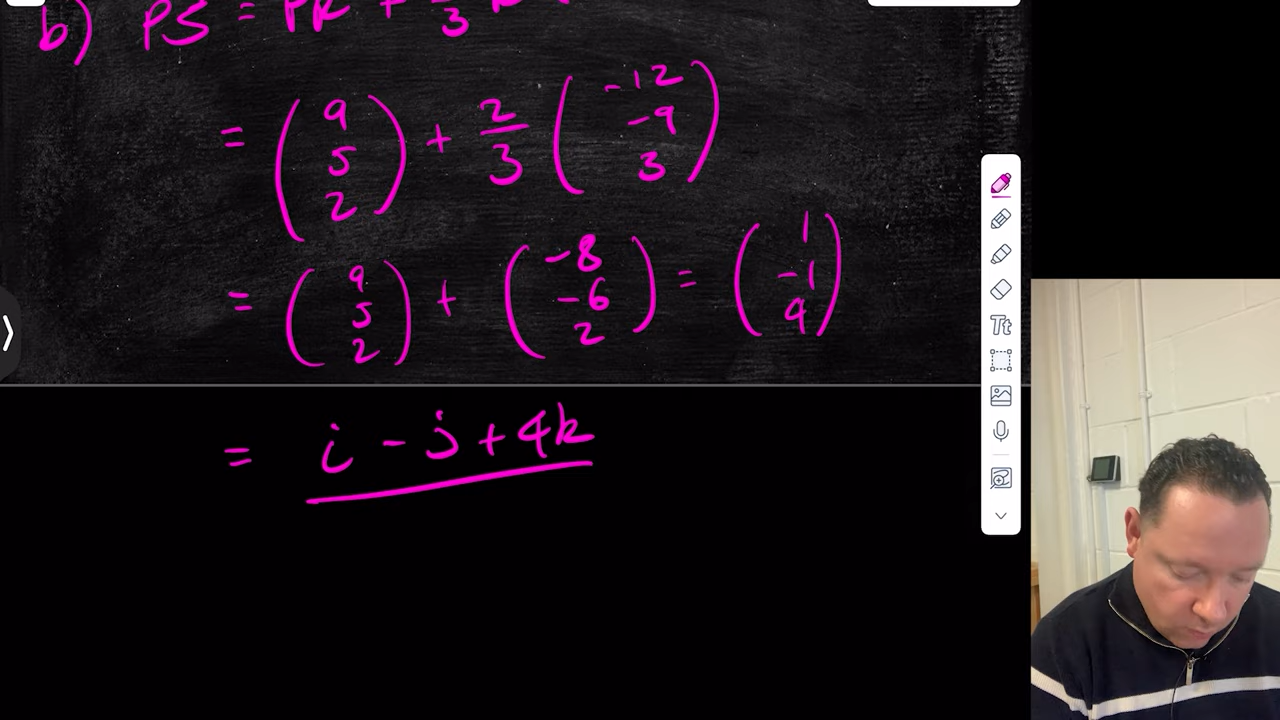 b) PS = PR + 2/3
= (9 5 2) + 2/3 (-12 -9 3)
= (9 5 2) + (-8 -6 2) = (1 -1 4)
= i - j + 4k
Tt